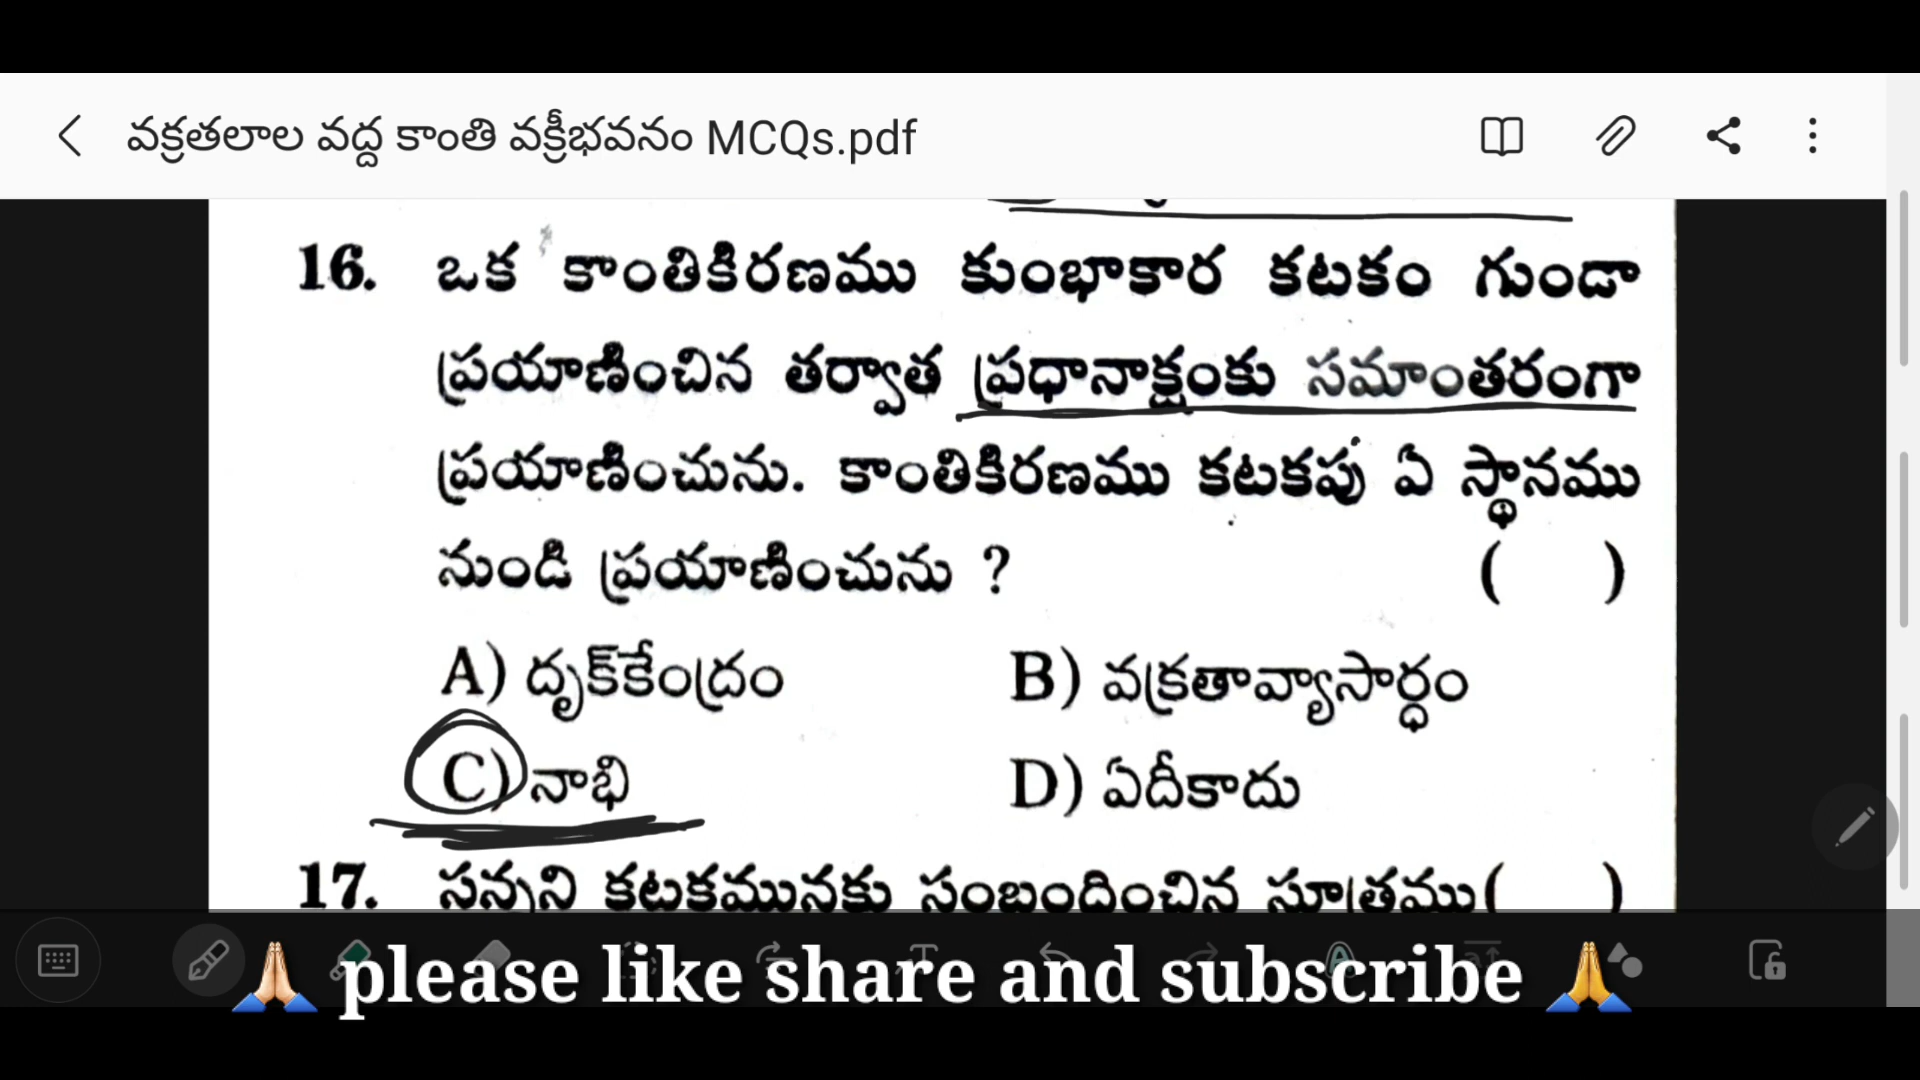 వక్రతలాల వద్ద కాంతి వక్రీభవనం MCQs.pdf
16. ఒక కాంతికిరణము కుంభాకార కటకం గుండా
ప్రయాణించిన తర్వాత ప్రధానాక్షంకు సమాంతరంగా
ప్రయాణించును. కాంతికిరణము కటకపు ఏ స్థానము
నుండి ప్రయాణించును ? ( )
A) దృక్‌కేంద్రం B) వక్రతావ్యాసార్ధం
C) నాభి D) ఏదీకాదు
17. సన్నని కటకమునకు సంబంధించిన సూత్రము ( )
🙏 please like share and subscribe 🙏